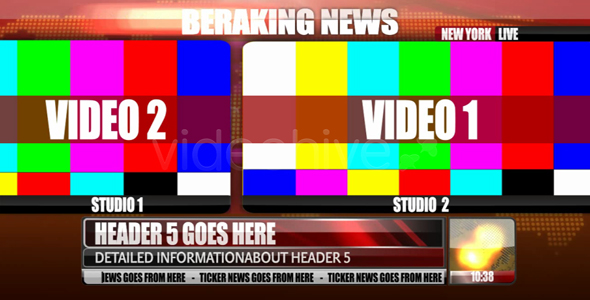 BERAKING NEWS
NEW YORK LIVE
VIDEO 2
VIDEO 1
videohive
STUDIO 1
STUDIO 2
HEADER 5 GOES HERE
DETAILED INFORMATIONABOUT HEADER 5
GOES FROM HERE - TICKER NEWS GOES FROM HERE - TICKER NEWS GOES FROM HERE
10:38